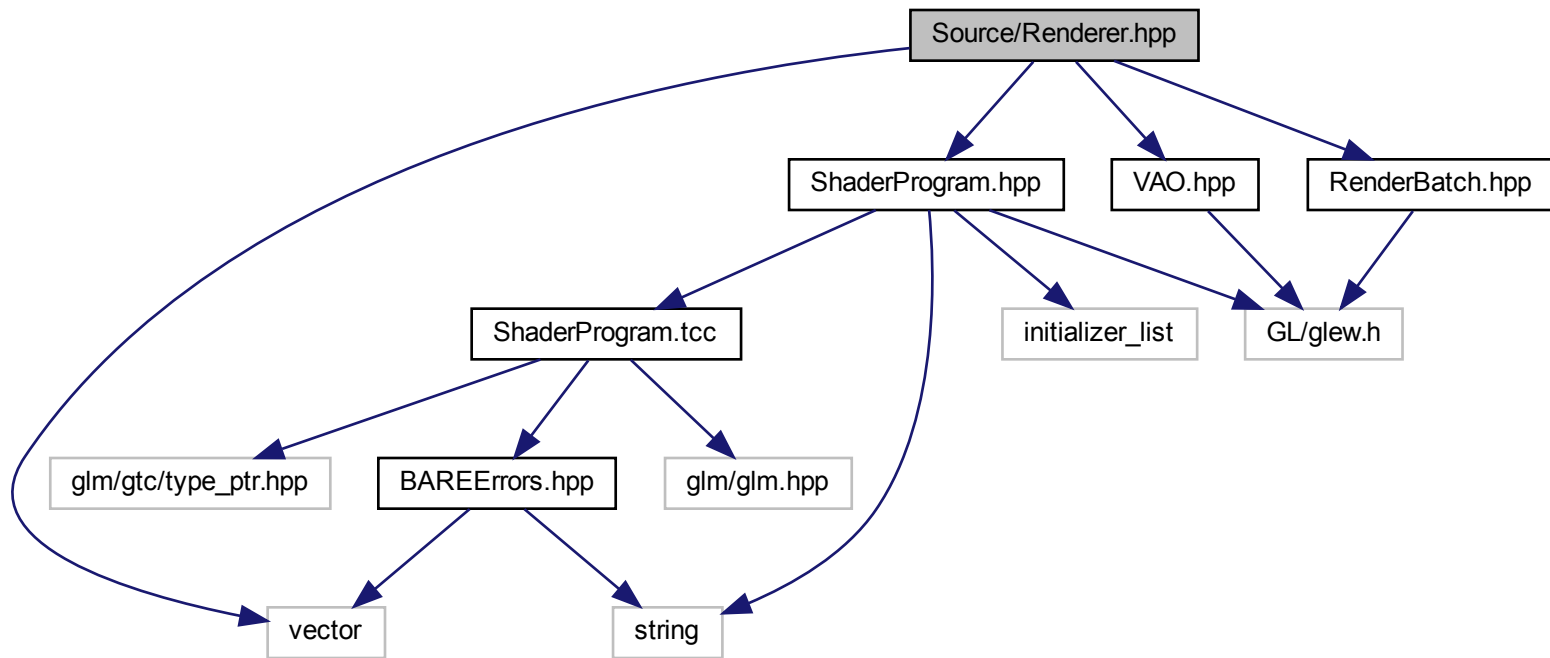 Source/Renderer.hpp
ShaderProgram.hpp
VAO.hpp
RenderBatch.hpp
ShaderProgram.tcc
initializer_list
GL/glew.h
glm/gtc/type_ptr.hpp
BAREErrors.hpp
glm/glm.hpp
vector
string